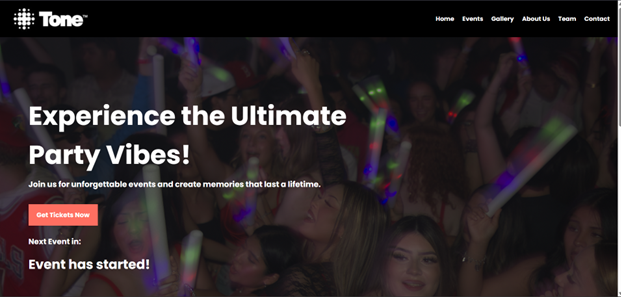 Tone™
Home
Events
Gallery
About Us
Team
Contact
Experience the Ultimate
Party Vibes!
Join us for unforgettable events and create memories that last a lifetime.
Get Tickets Now
Next Event in:
Event has started!